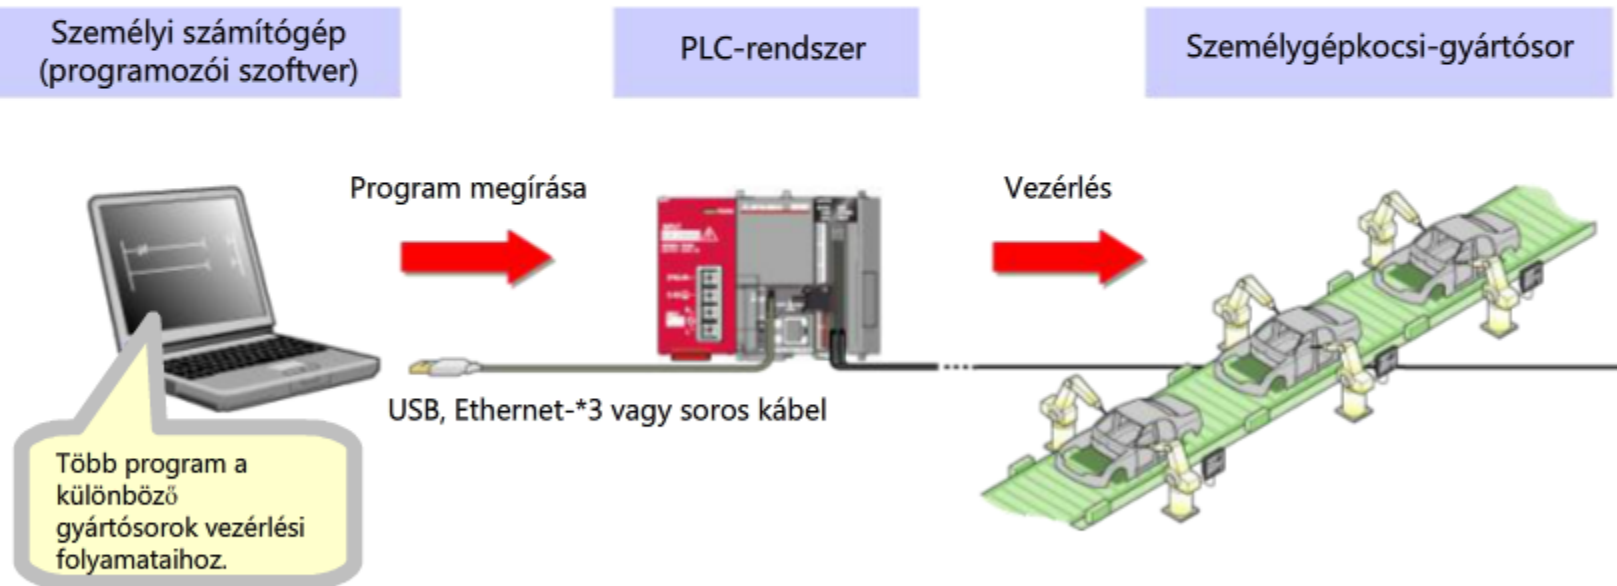 Személyi számítógép
(programozói szoftver)
PLC-rendszer
Személygépkocsi-gyártósor
Program megírása
Vezérlés
USB, Ethernet-*3 vagy soros kábel
Több program a
különböző
gyártósorok vezérlési
folyamataihoz.